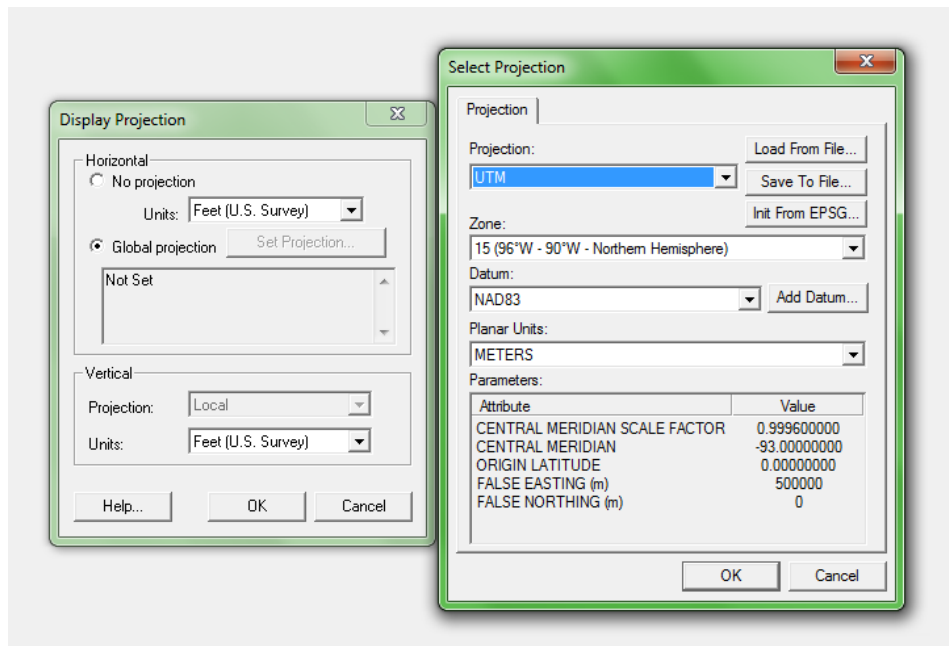 Display Projection
Horizontal
No projection
Units: Feet (U.S. Survey)
Global projection Set Projection...
Not Set
Vertical
Projection: Local
Units: Feet (U.S. Survey)
Help... OK Cancel
Select Projection
Projection
Projection: Load From File...
UTM Save To File...
Zone: Init From EPSG...
15 (96°W - 90°W - Northern Hemisphere)
Datum:
NAD83 Add Datum...
Planar Units:
METERS
Parameters:
Attribute Value
CENTRAL MERIDIAN SCALE FACTOR 0.999600000
CENTRAL MERIDIAN -93.00000000
ORIGIN LATITUDE 0.00000000
FALSE EASTING (m) 500000
FALSE NORTHING (m) 0
OK Cancel